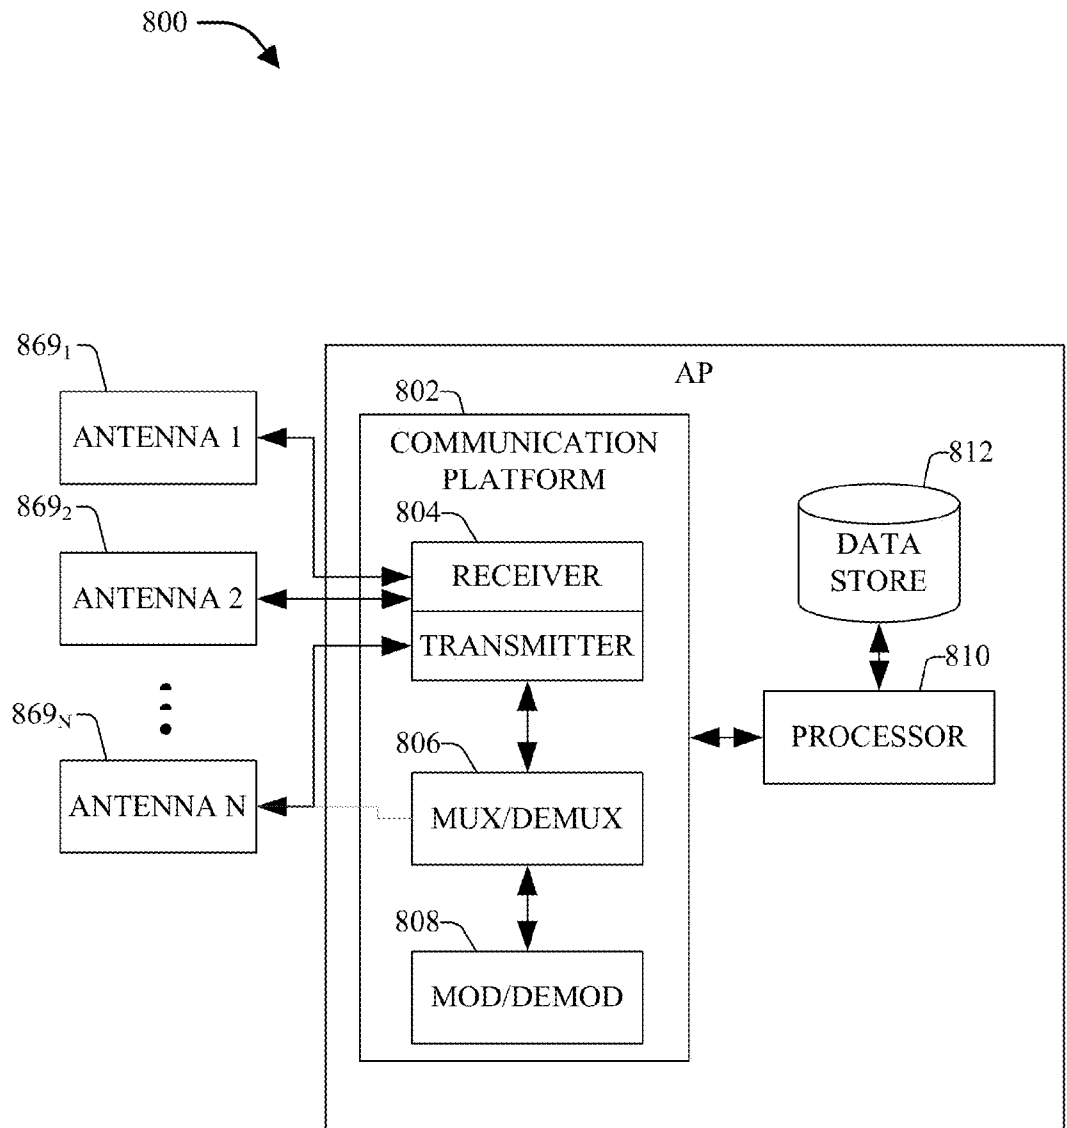 800
869₁
AP
802
ANTENNA 1
COMMUNICATION
PLATFORM
812
869₂
804
DATA
STORE
RECEIVER
ANTENNA 2
TRANSMITTER
810
869ₙ
806
PROCESSOR
ANTENNA N
MUX/DEMUX
808
MOD/DEMOD